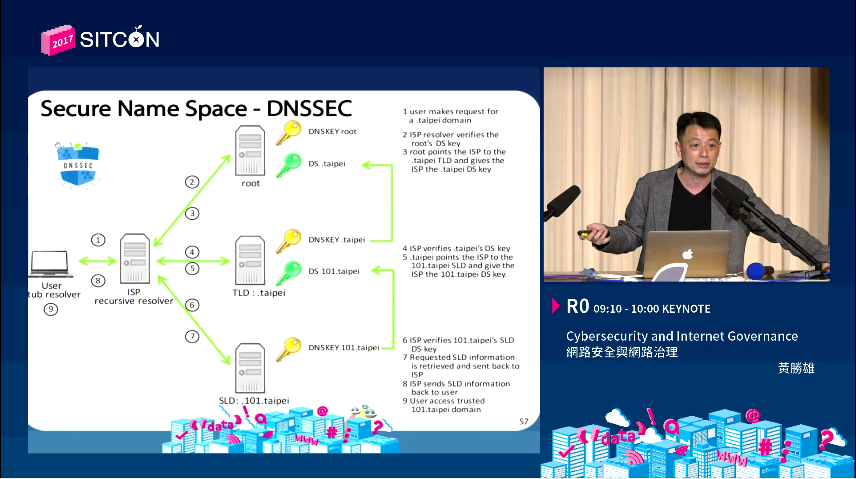 2017 SITCON
Secure Name Space - DNSSEC
DNSSEC
DNSKEY root
DS .taipei
root
1 user makes request for
a .taipei domain
2 ISP resolver verifies the
root's DS key
3 root points the ISP to the
.taipei TLD and gives the
ISP the .taipei DS key
2
3
1
4
5
8
DNSKEY .taipei
DS 101.taipei
TLD : .taipei
4 ISP verifies .taipei's DS key
5 .taipei points the ISP to the
101.taipei SLD and give the
ISP the 101.taipei DS key.
User
tub resolver
9
ISP
recursive resolver
6
7
DNSKEY 101.taipei
SLD: .101.taipei
6 ISP verifies 101.taipei's SLD
DS key
7 Requested SLD information
is retrieved and sent back to
ISP
8 ISP sends SLD information
back to user
9 User access trusted
101.taipei domain
57
data ! @ # ?
WWW
R0 09:10 - 10:00 KEYNOTE
Cybersecurity and Internet Governance
網路安全與網路治理
黃勝雄
data ! @ # ?
WWW